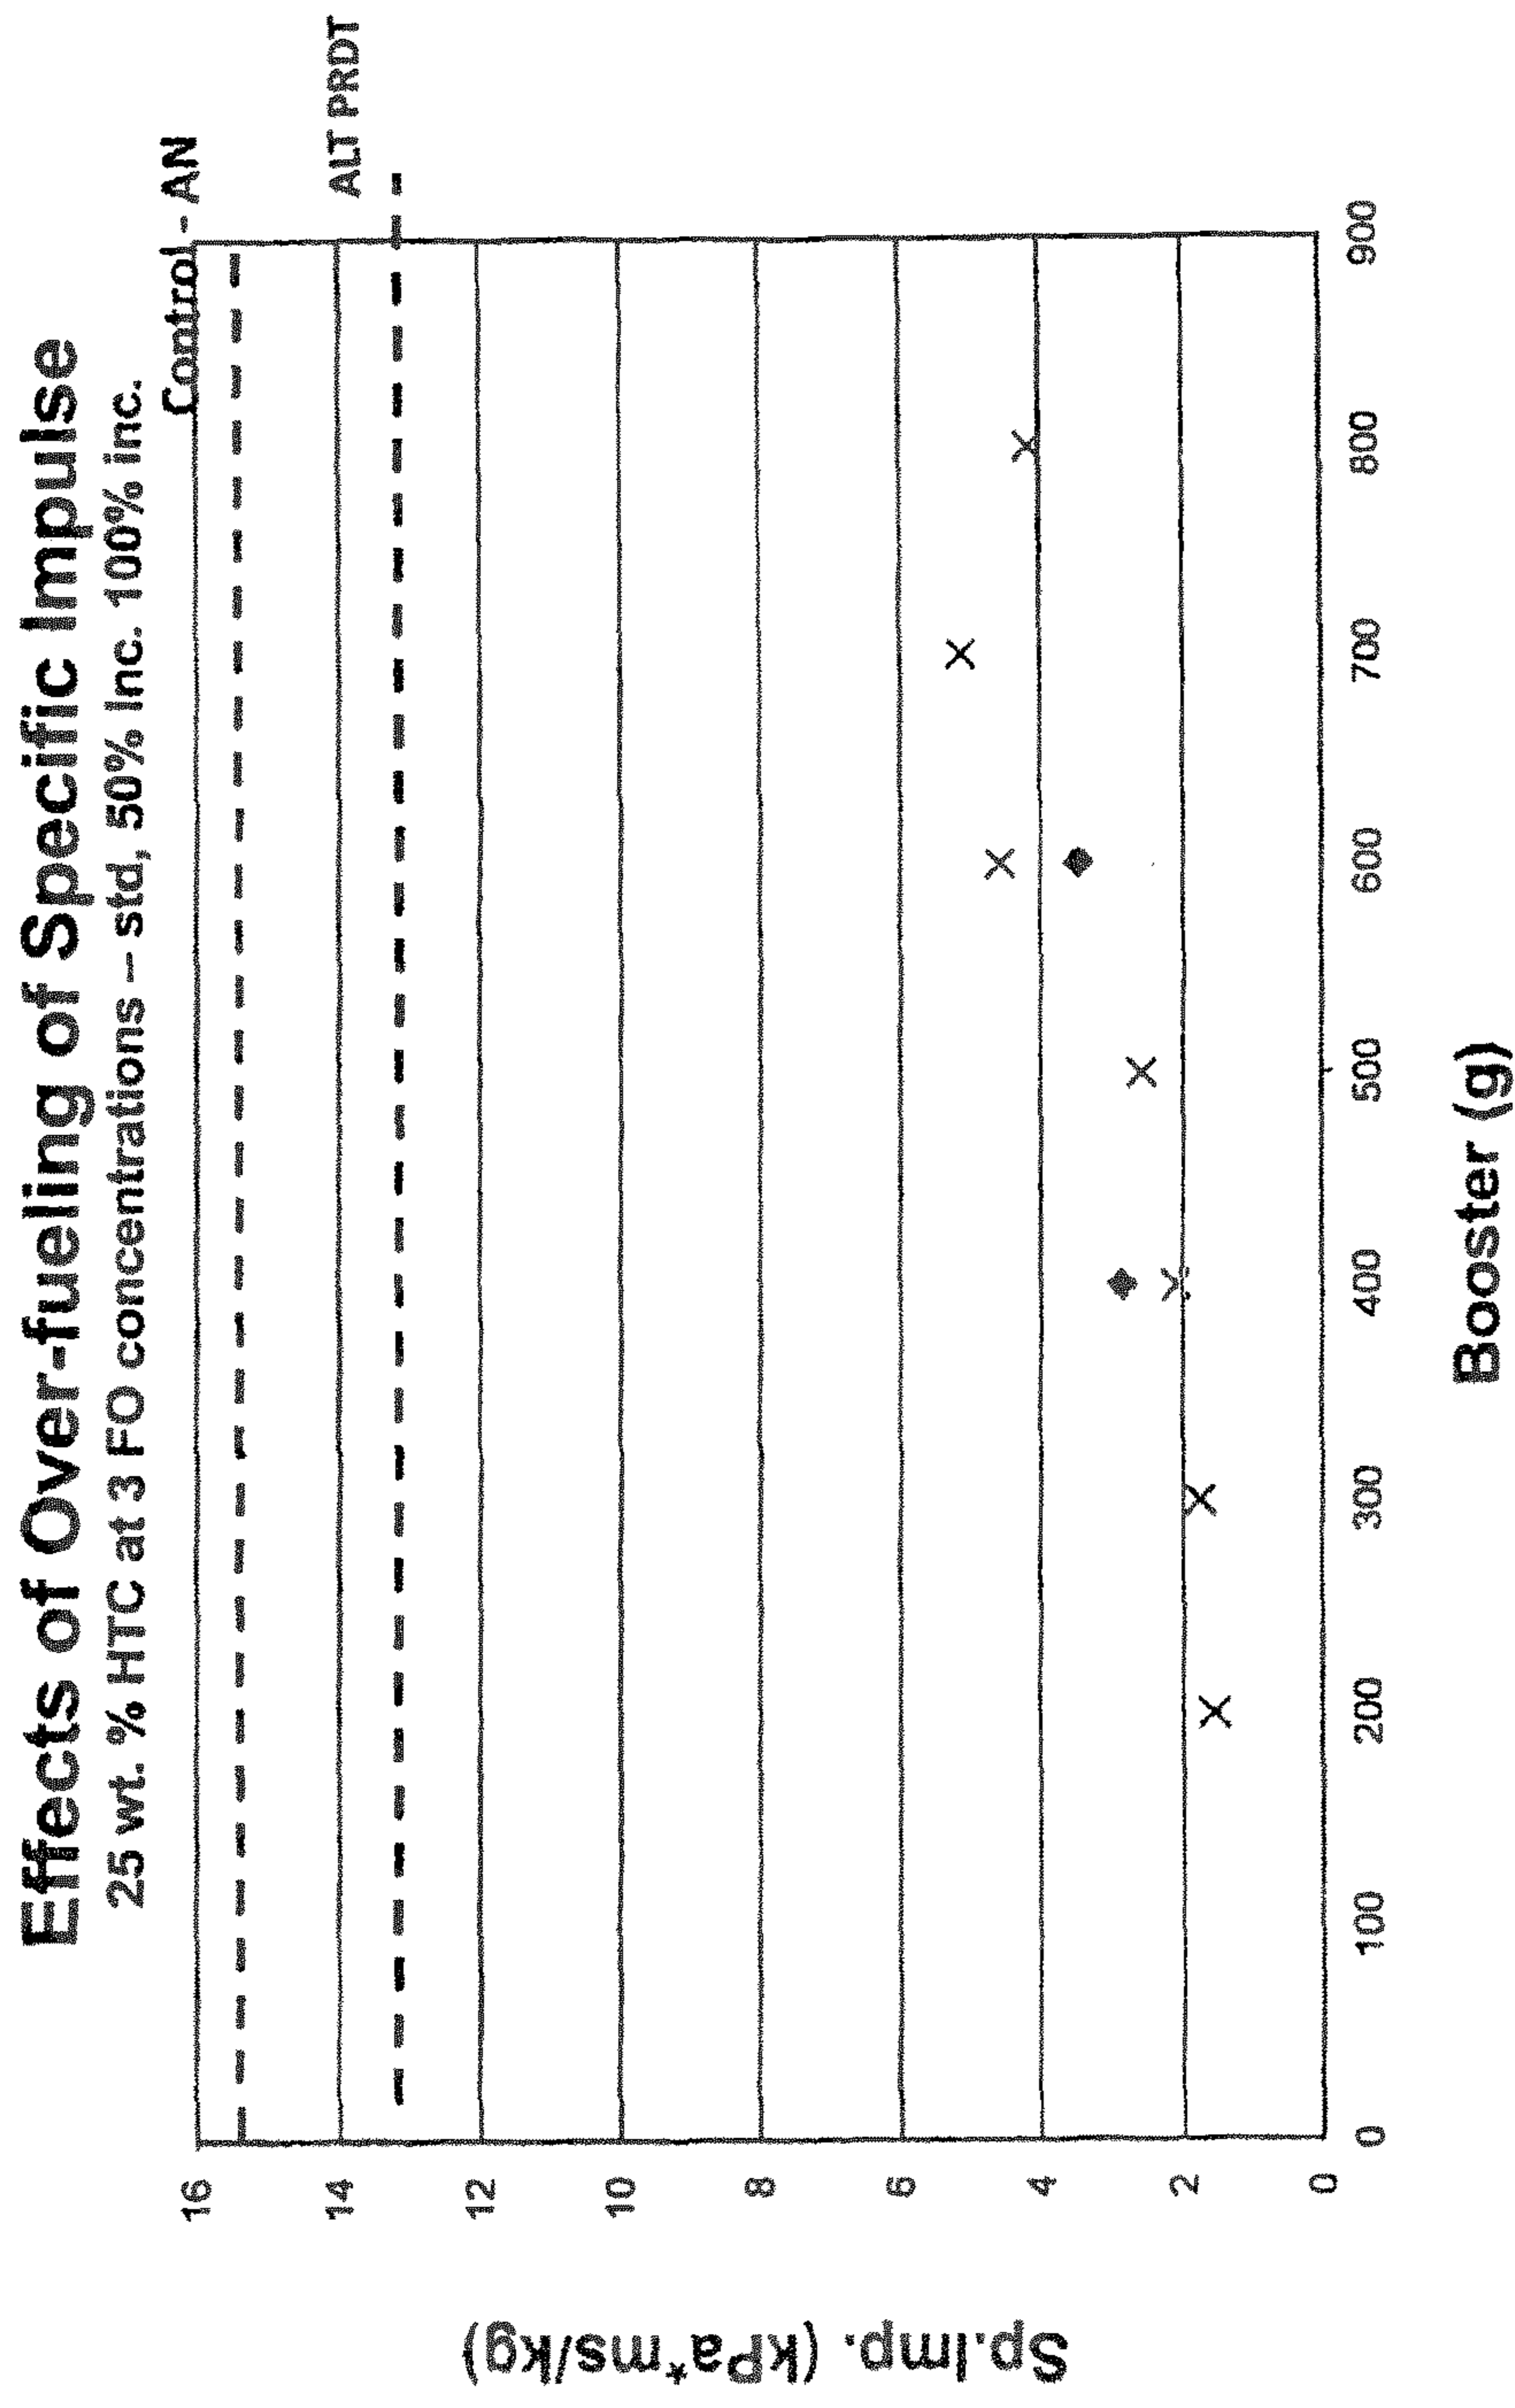 Effects of Over-fueling of Specific Impulse
25 wt. % HTC at 3 FO concentrations – std, 50% Inc. 100% inc.
Control - AN
ALT PRDT
16
14
12
10
8
6
4
2
0
Sp.Imp. (kPa*ms/kg)
0 100 200 300 400 500 600 700 800 900
Booster (g)